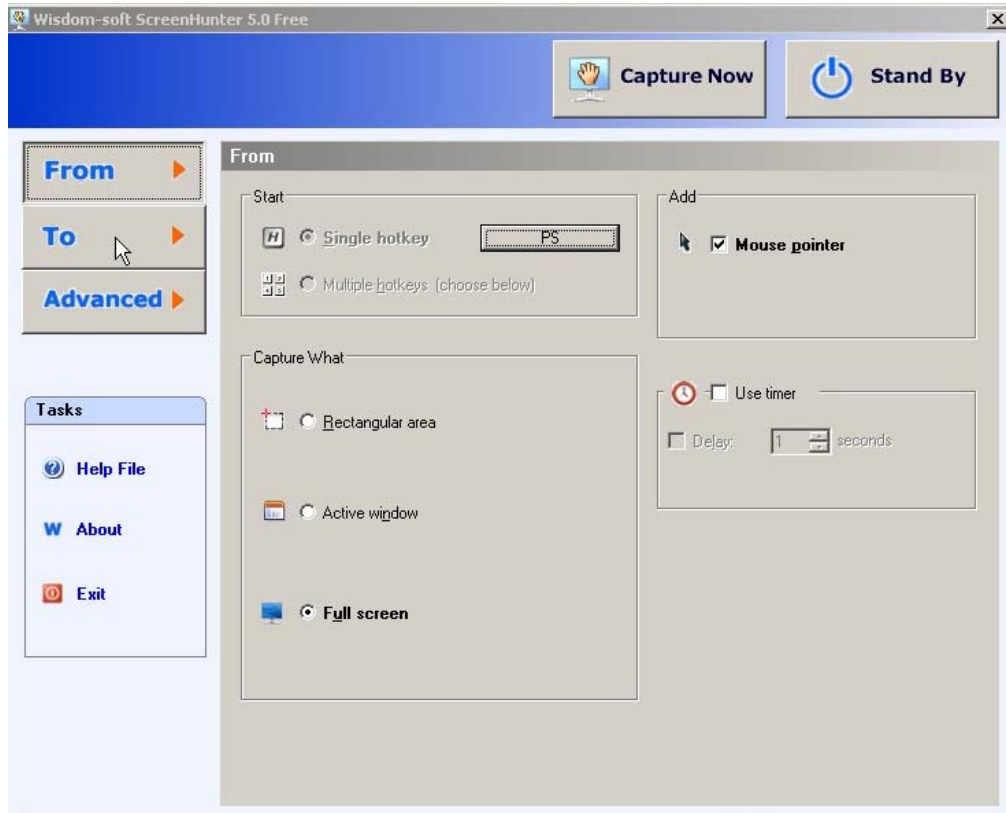 Wisdom-soft ScreenHunter 5.0 Free
Capture Now
Stand By
From
To
Advanced
Tasks
Help File
W About
Exit
From
Start
H Single hotkey PS
Multiple hotkeys (choose below)
Capture What
Rectangular area
Active window
Full screen
Add
Mouse pointer
Use timer
Delay: 1 seconds